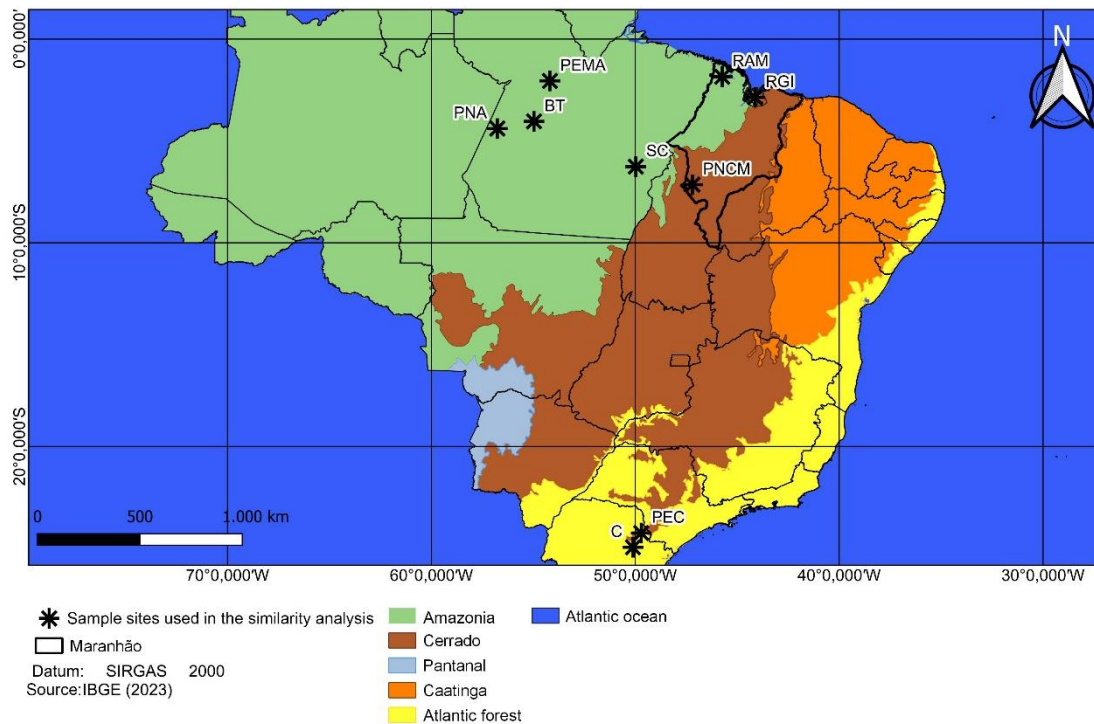 0°0,000'
10°0,000'S
20°0,000'S
N
RAM
PEMA
RGI
BT
PNA
SC
PNCM
PEC
C
0 500 1.000 km
70°0,000'W 60°0,000'W 50°0,000'W 40°0,000'W 30°0,000'W
Sample sites used in the similarity analysis
Maranhão
Datum: SIRGAS 2000
Source:IBGE (2023)
Amazonia
Cerrado
Pantanal
Caatinga
Atlantic forest
Atlantic ocean